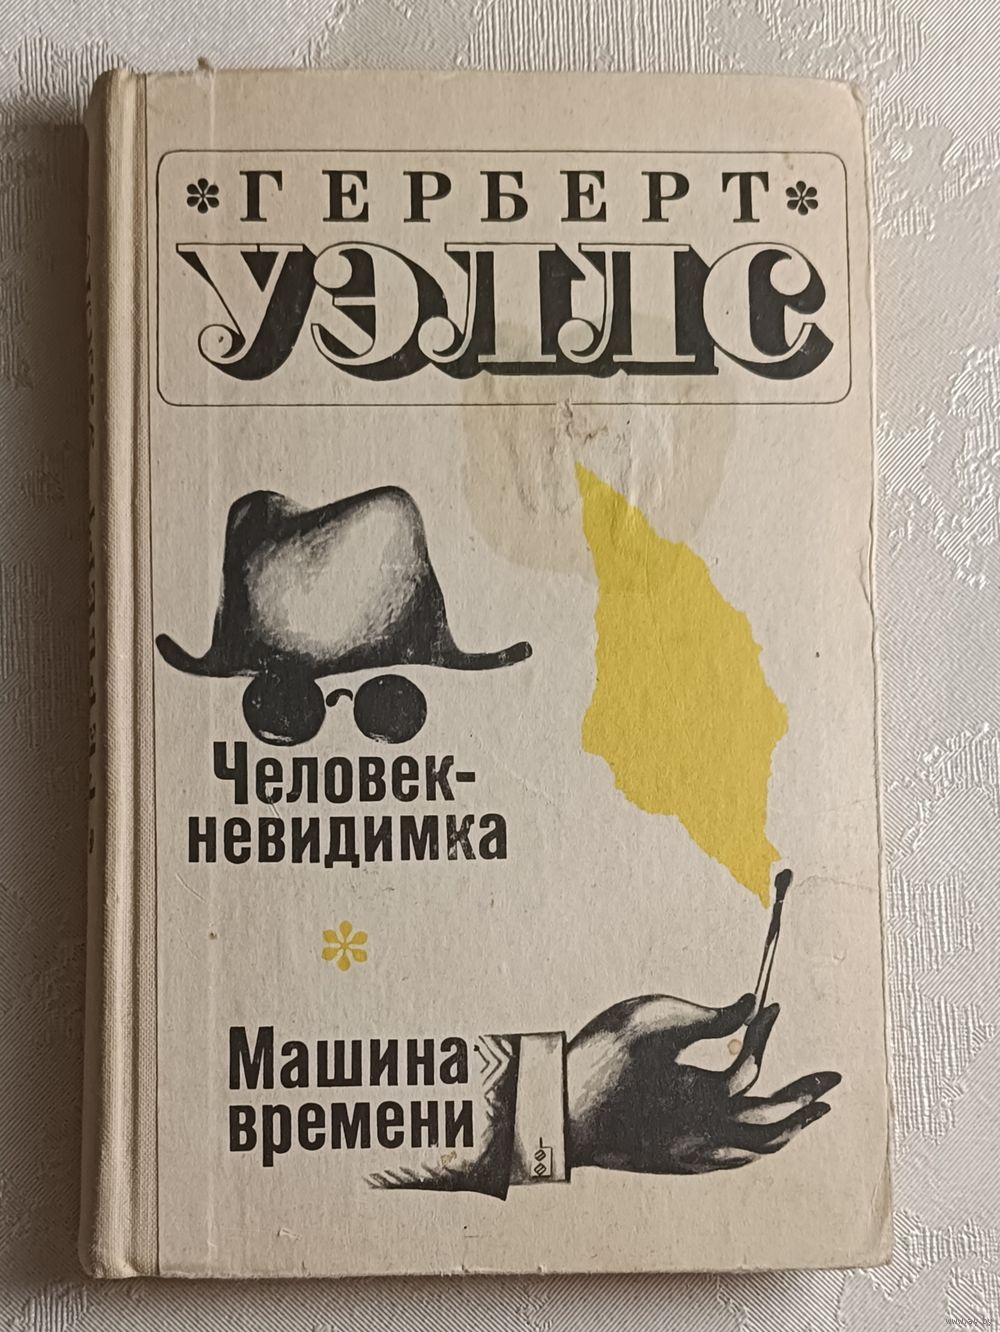 ГЕРБЕРТ
УЭЛЛС
Человек-
невидимка
Машина
времени